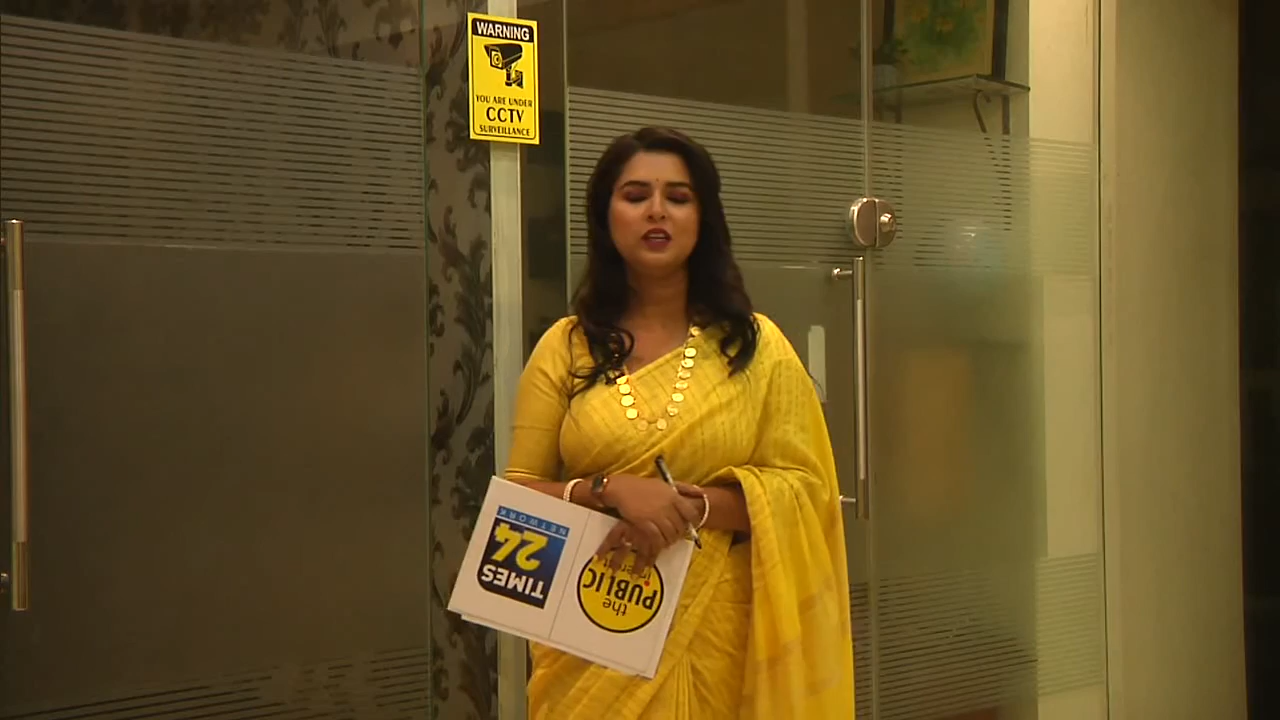 WARNING
YOU ARE UNDER
CCTV
SURVEILLANCE
TIMES
24
NETWORK
the
PUBLIC